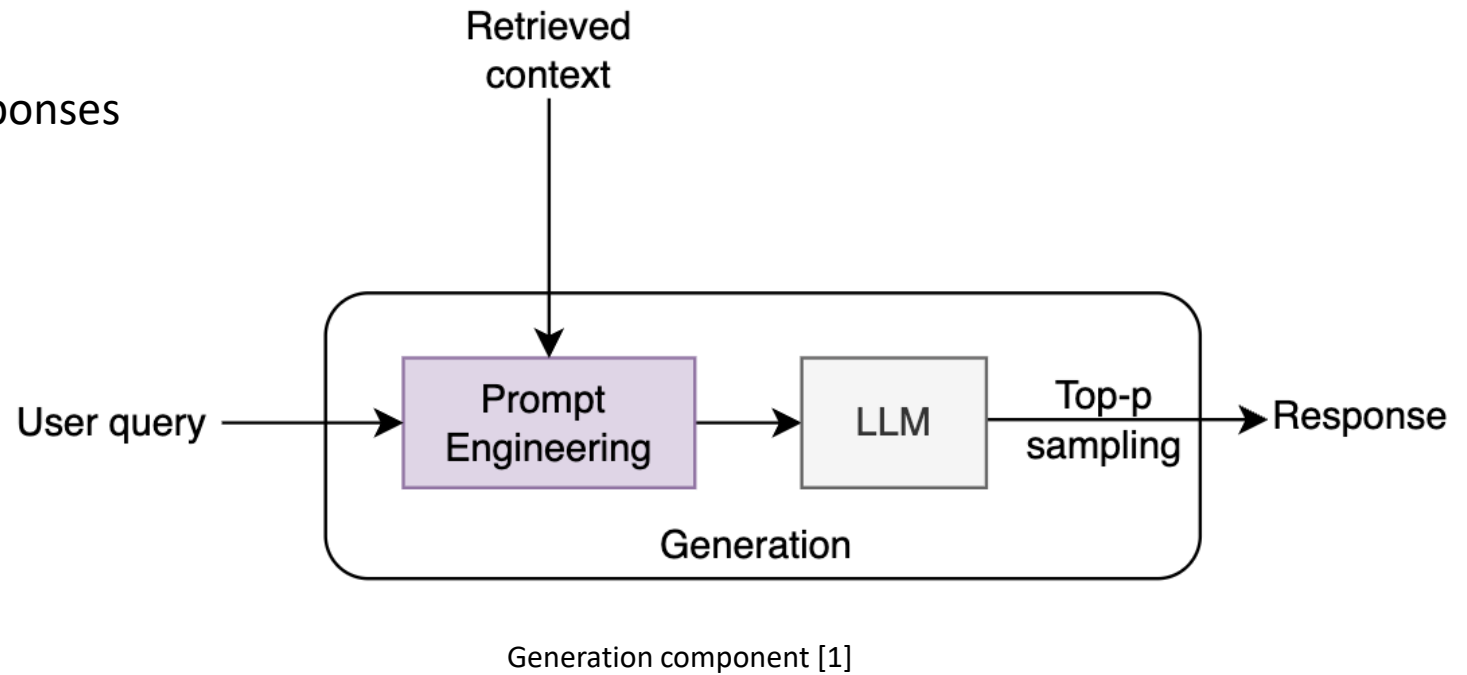 Retrieved
context
ponses
User query
Prompt
Engineering
LLM
Top-p
sampling
Response
Generation
Generation component [1]